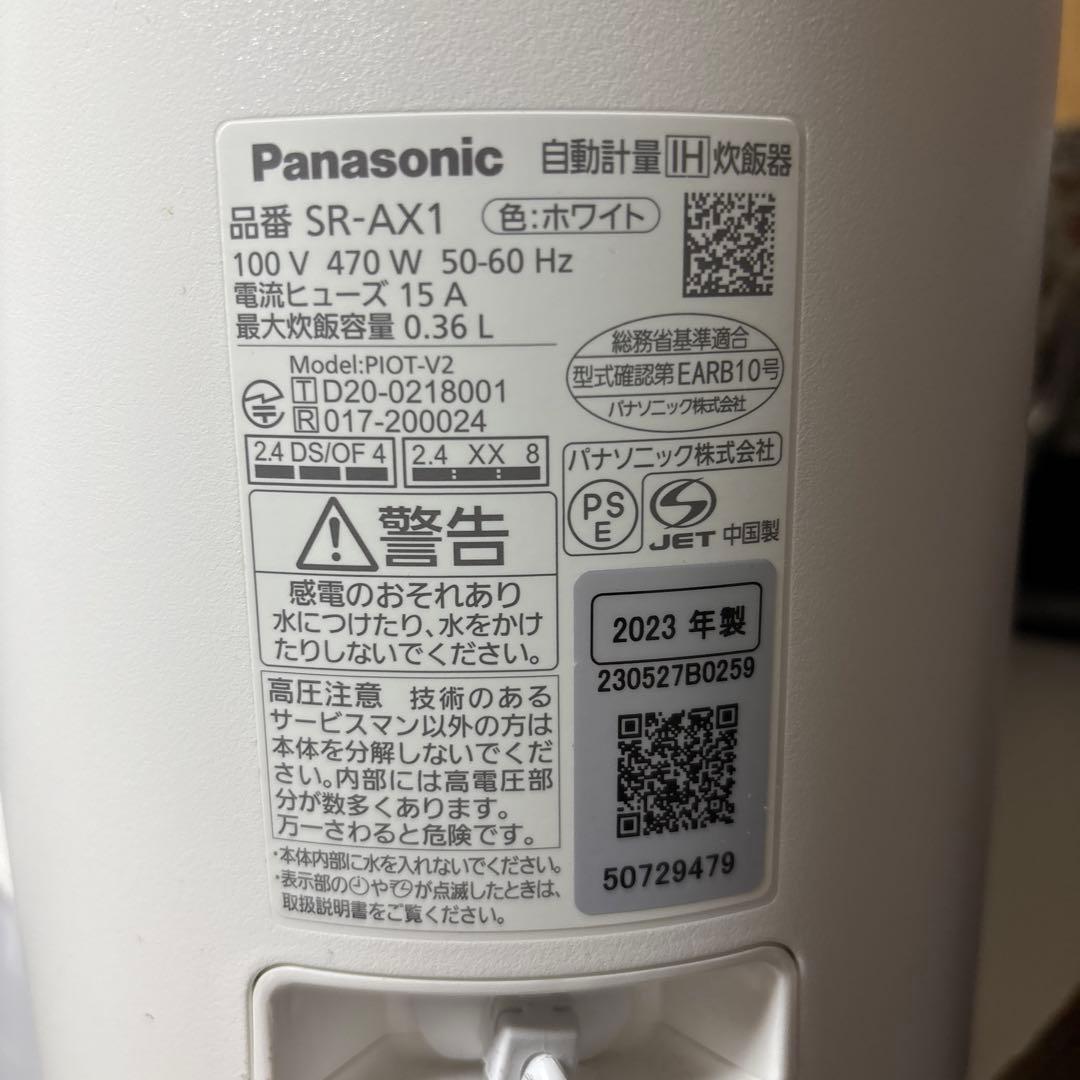 Panasonic 自動計量IH炊飯器
品番 SR-AX1 色:ホワイト
100 V 470 W 50-60 Hz
電流ヒューズ 15 A
最大炊飯容量 0.36 L
Model:PIOT-V2
T D20-0218001
R 017-200024
2.4 DS/OF 4 2.4 XX 8
総務省基準適合
型式確認第EARB10号
パナソニック株式会社
パナソニック株式会社
PS
E
JET 中国製
警告
感電のおそれあり
水につけたり、水をかけ
たりしないでください。
高圧注意 技術のある
サービスマン以外の方は
本体を分解しないでくだ
さい。内部には高電圧部
分が数多くあります。
万一さわると危険です。
・本体内部に水を入れないでください。
・表示部のやが点滅したときは、
取扱説明書をご覧ください。
2023 年製
230527B0259
50729479